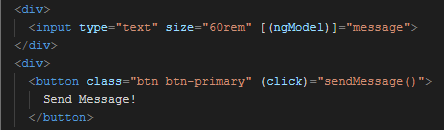 <div>
<input type="text" size="60rem" [(ngModel)]="message">
</div>
<div>
<button class="btn btn-primary" (click)="sendMessage()">
Send Message!
</button>